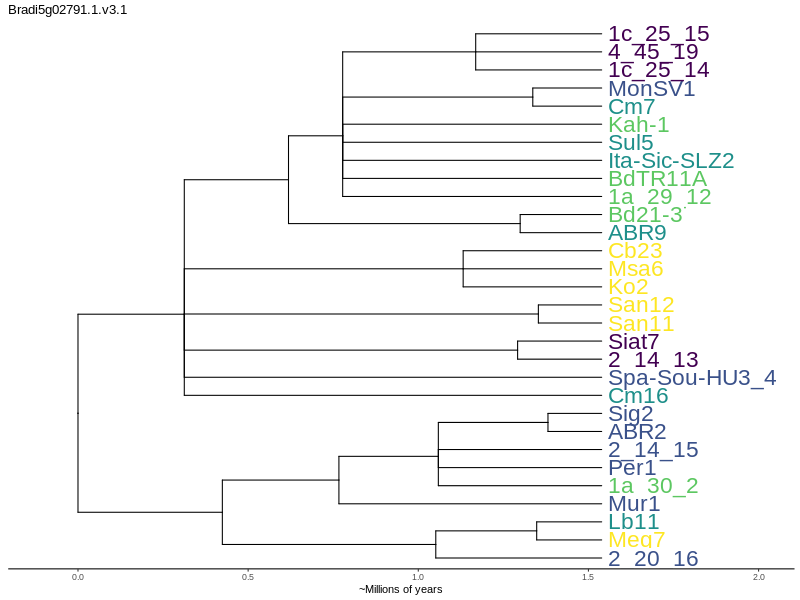 Bradi5g02791.1.v3.1
1c_25_15
4_45_19
1c_25_14
MonSV1
Cm7
Kah-1
Sul5
Ita-Sic-SLZ2
BdTR11A
1a_29_12
Bd21-3
ABR9
Cb23
Msa6
Ko2
San12
San11
Siat7
2_14_13
Spa-Sou-HU3_4
Cm16
Sig2
ABR2
2_14_15
Per1
1a_30_2
Mur1
Lb11
Meg7
2_20_16
0.0 0.5 1.0 1.5 2.0
~Millions of years